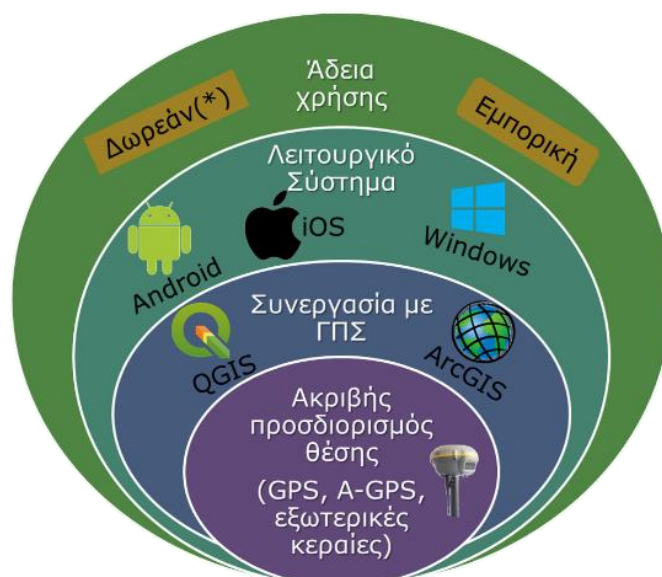 Άδεια
χρήσης
Δωρεάν(*)
Εμπορική
Λειτουργικό
Σύστημα
Android
iOS
Windows
Συνεργασία με
ΓΠΣ
QGIS
ArcGIS
Ακριβής
προσδιορισμός
θέσης
(GPS, A-GPS,
εξωτερικές
κεραίες)